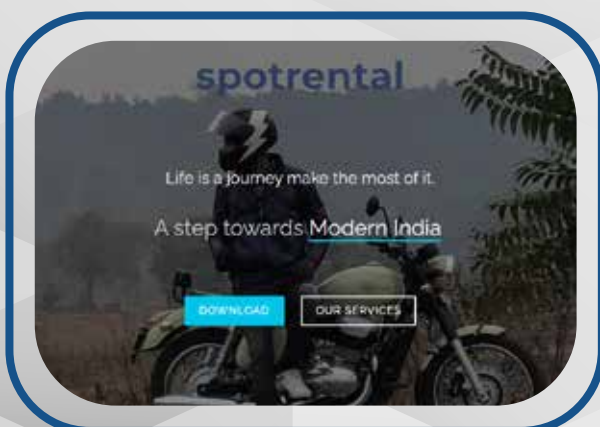 spotrental
Life is a journey make the most of it.
A step towards Modern India
DOWNLOAD
OUR SERVICES